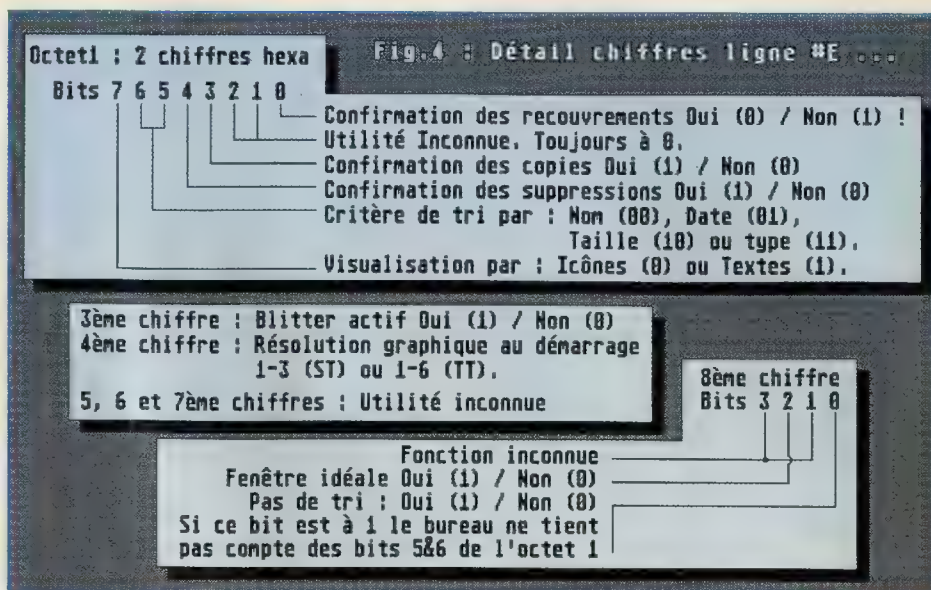 Octet1 : 2 chiffres hexa
Fig.4 : Détail chiffres ligne #E ...
Bits 7 6 5 4 3 2 1 0
Confirmation des recouvrements Oui (0) / Non (1) !
Utilité Inconnue. Toujours à 0.
Confirmation des copies Oui (1) / Non (0)
Confirmation des suppressions Oui (1) / Non (0)
Critère de tri par : Nom (00), Date (01),
Taille (10) ou type (11).
Visualisation par : Icônes (0) ou Textes (1).
3ème chiffre : Blitter actif Oui (1) / Non (0)
4ème chiffre : Résolution graphique au démarrage
1-3 (ST) ou 1-6 (TT).
5, 6 et 7ème chiffres : Utilité inconnue
8ème chiffre
Bits 3 2 1 0
Fonction inconnue
Fenêtre idéale Oui (1) / Non (0)
Pas de tri : Oui (1) / Non (0)
Si ce bit est à 1 le bureau ne tient
pas compte des bits 5&6 de l'octet 1